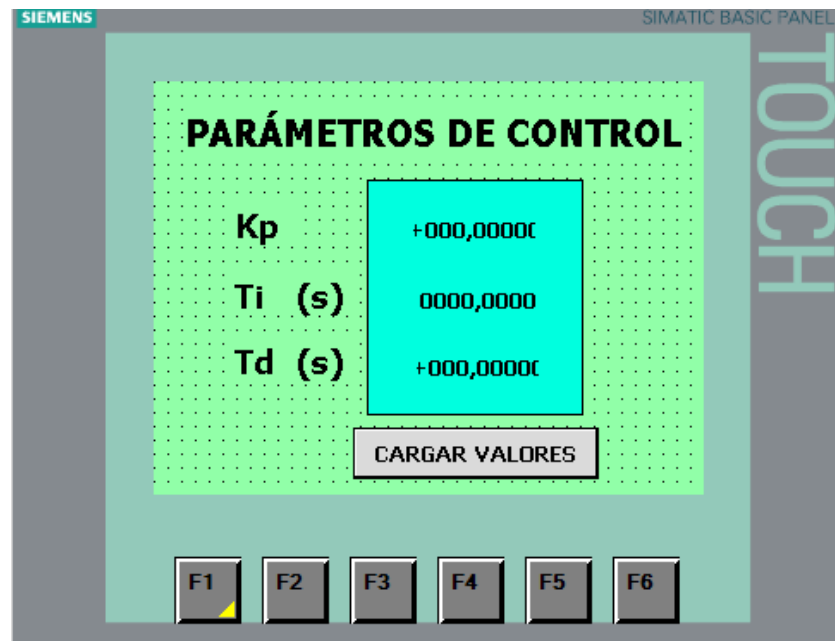 SIEMENS
SIMATIC BASIC PANEL
TOUCH
PARÁMETROS DE CONTROL
Kp +000,00000
Ti (s) 0000,0000
Td (s) +000,00000
CARGAR VALORES
F1 F2 F3 F4 F5 F6